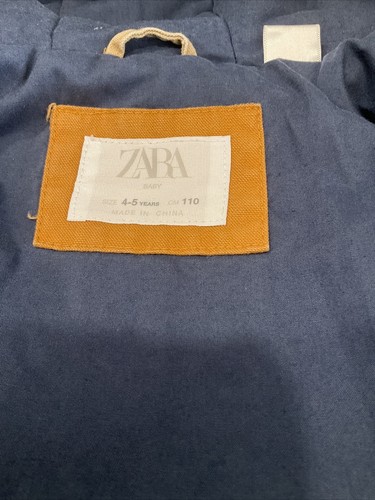 ZARA
BABY
SIZE 4-5 YEARS CM 110
MADE IN CHINA